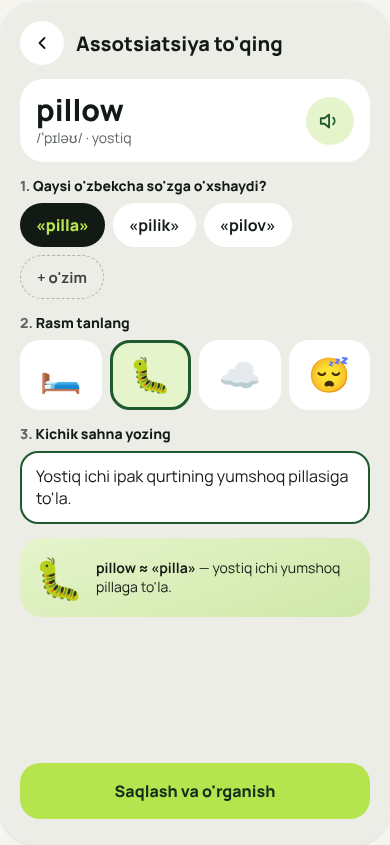 Assotsiatsiya to'qing
pillow
/ˈpɪləʊ/ · yostiq
1. Qaysi o'zbekcha so'zga o'xshaydi?
«pilla» «pilik» «pilov»
+ o'zim
2. Rasm tanlang
3. Kichik sahna yozing
Yostiq ichi ipak qurtining yumshoq pillasiga
to'la.
pillow ≈ «pilla» — yostiq ichi yumshoq
pillaga to'la.
Saqlash va o'rganish